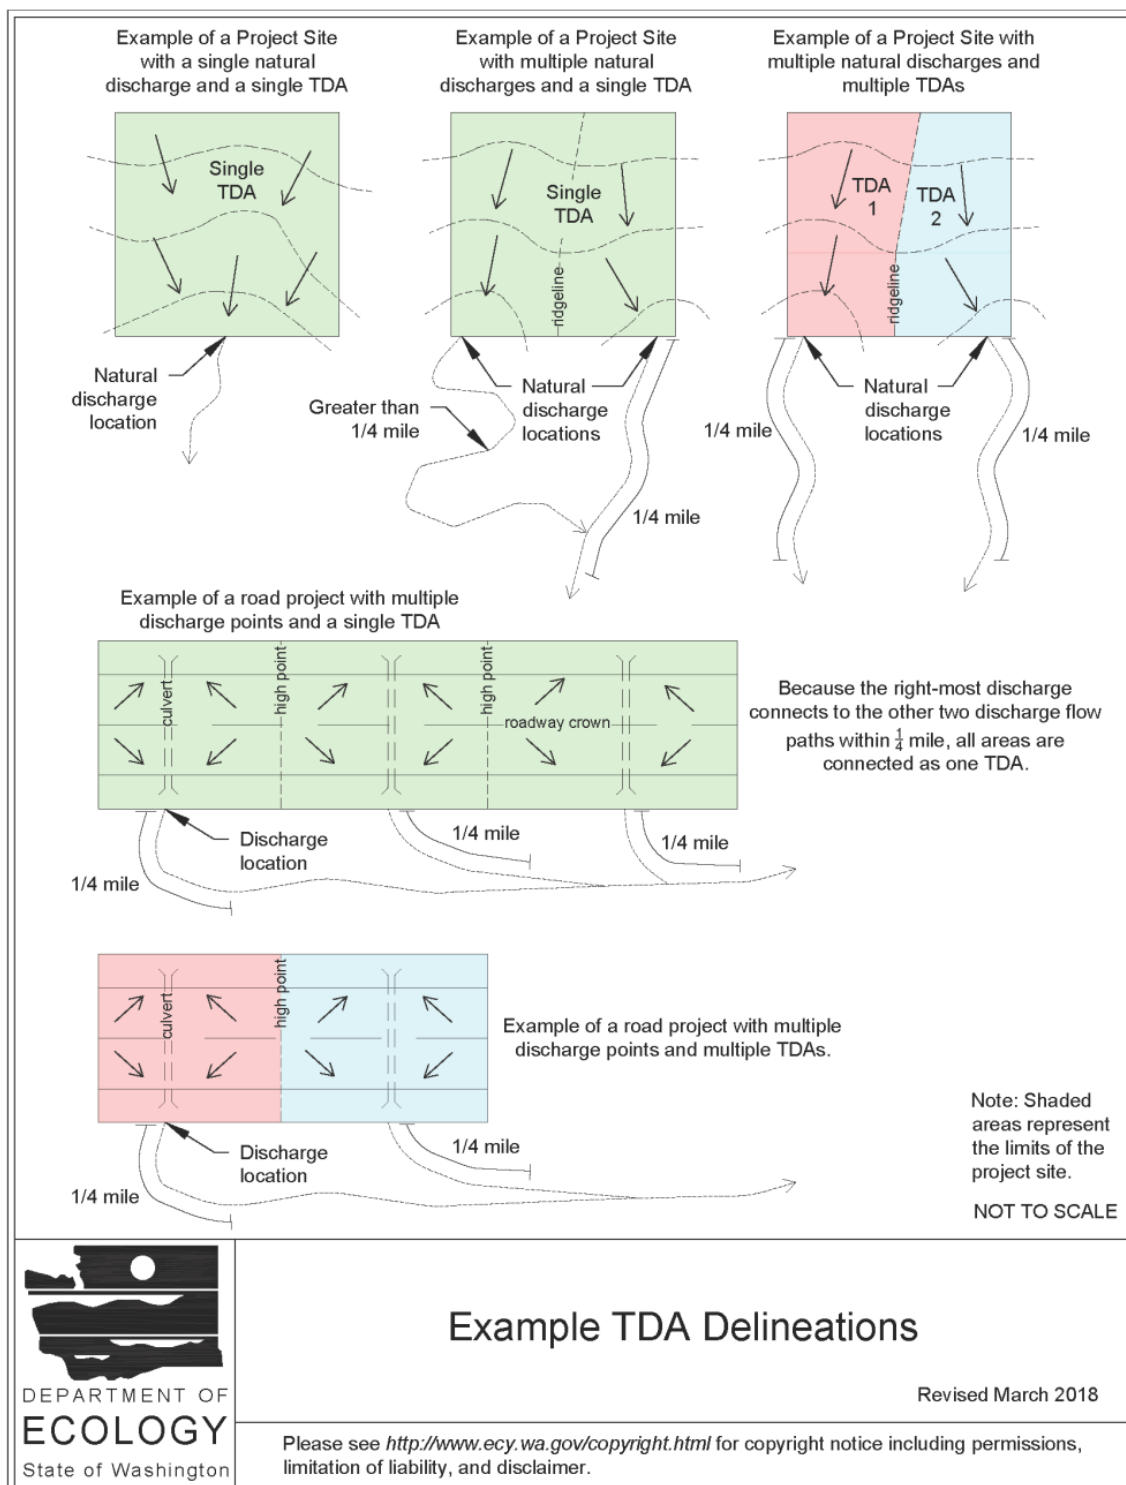 Example of a Project Site
with a single natural
discharge and a single TDA
Example of a Project Site
with multiple natural
discharges and a single TDA
Example of a Project Site with
multiple natural discharges and
multiple TDAs
Single
TDA
Natural
discharge
location
Single
TDA
ridgeline
Natural
discharge
locations
Greater than
1/4 mile
1/4 mile
TDA
1
TDA
2
ridgeline
Natural
discharge
locations
1/4 mile
1/4 mile
Example of a road project with multiple
discharge points and a single TDA
culvert
high point
high point
roadway crown
Discharge
location
1/4 mile
1/4 mile
1/4 mile
Because the right-most discharge
connects to the other two discharge flow
paths within 1/4 mile, all areas are
connected as one TDA.
culvert
high point
Discharge
location
1/4 mile
1/4 mile
Example of a road project with multiple
discharge points and multiple TDAs.
Note: Shaded
areas represent
the limits of the
project site.
NOT TO SCALE
DEPARTMENT OF
ECOLOGY
State of Washington
Example TDA Delineations
Revised March 2018
Please see http://www.ecy.wa.gov/copyright.html for copyright notice including permissions,
limitation of liability, and disclaimer.